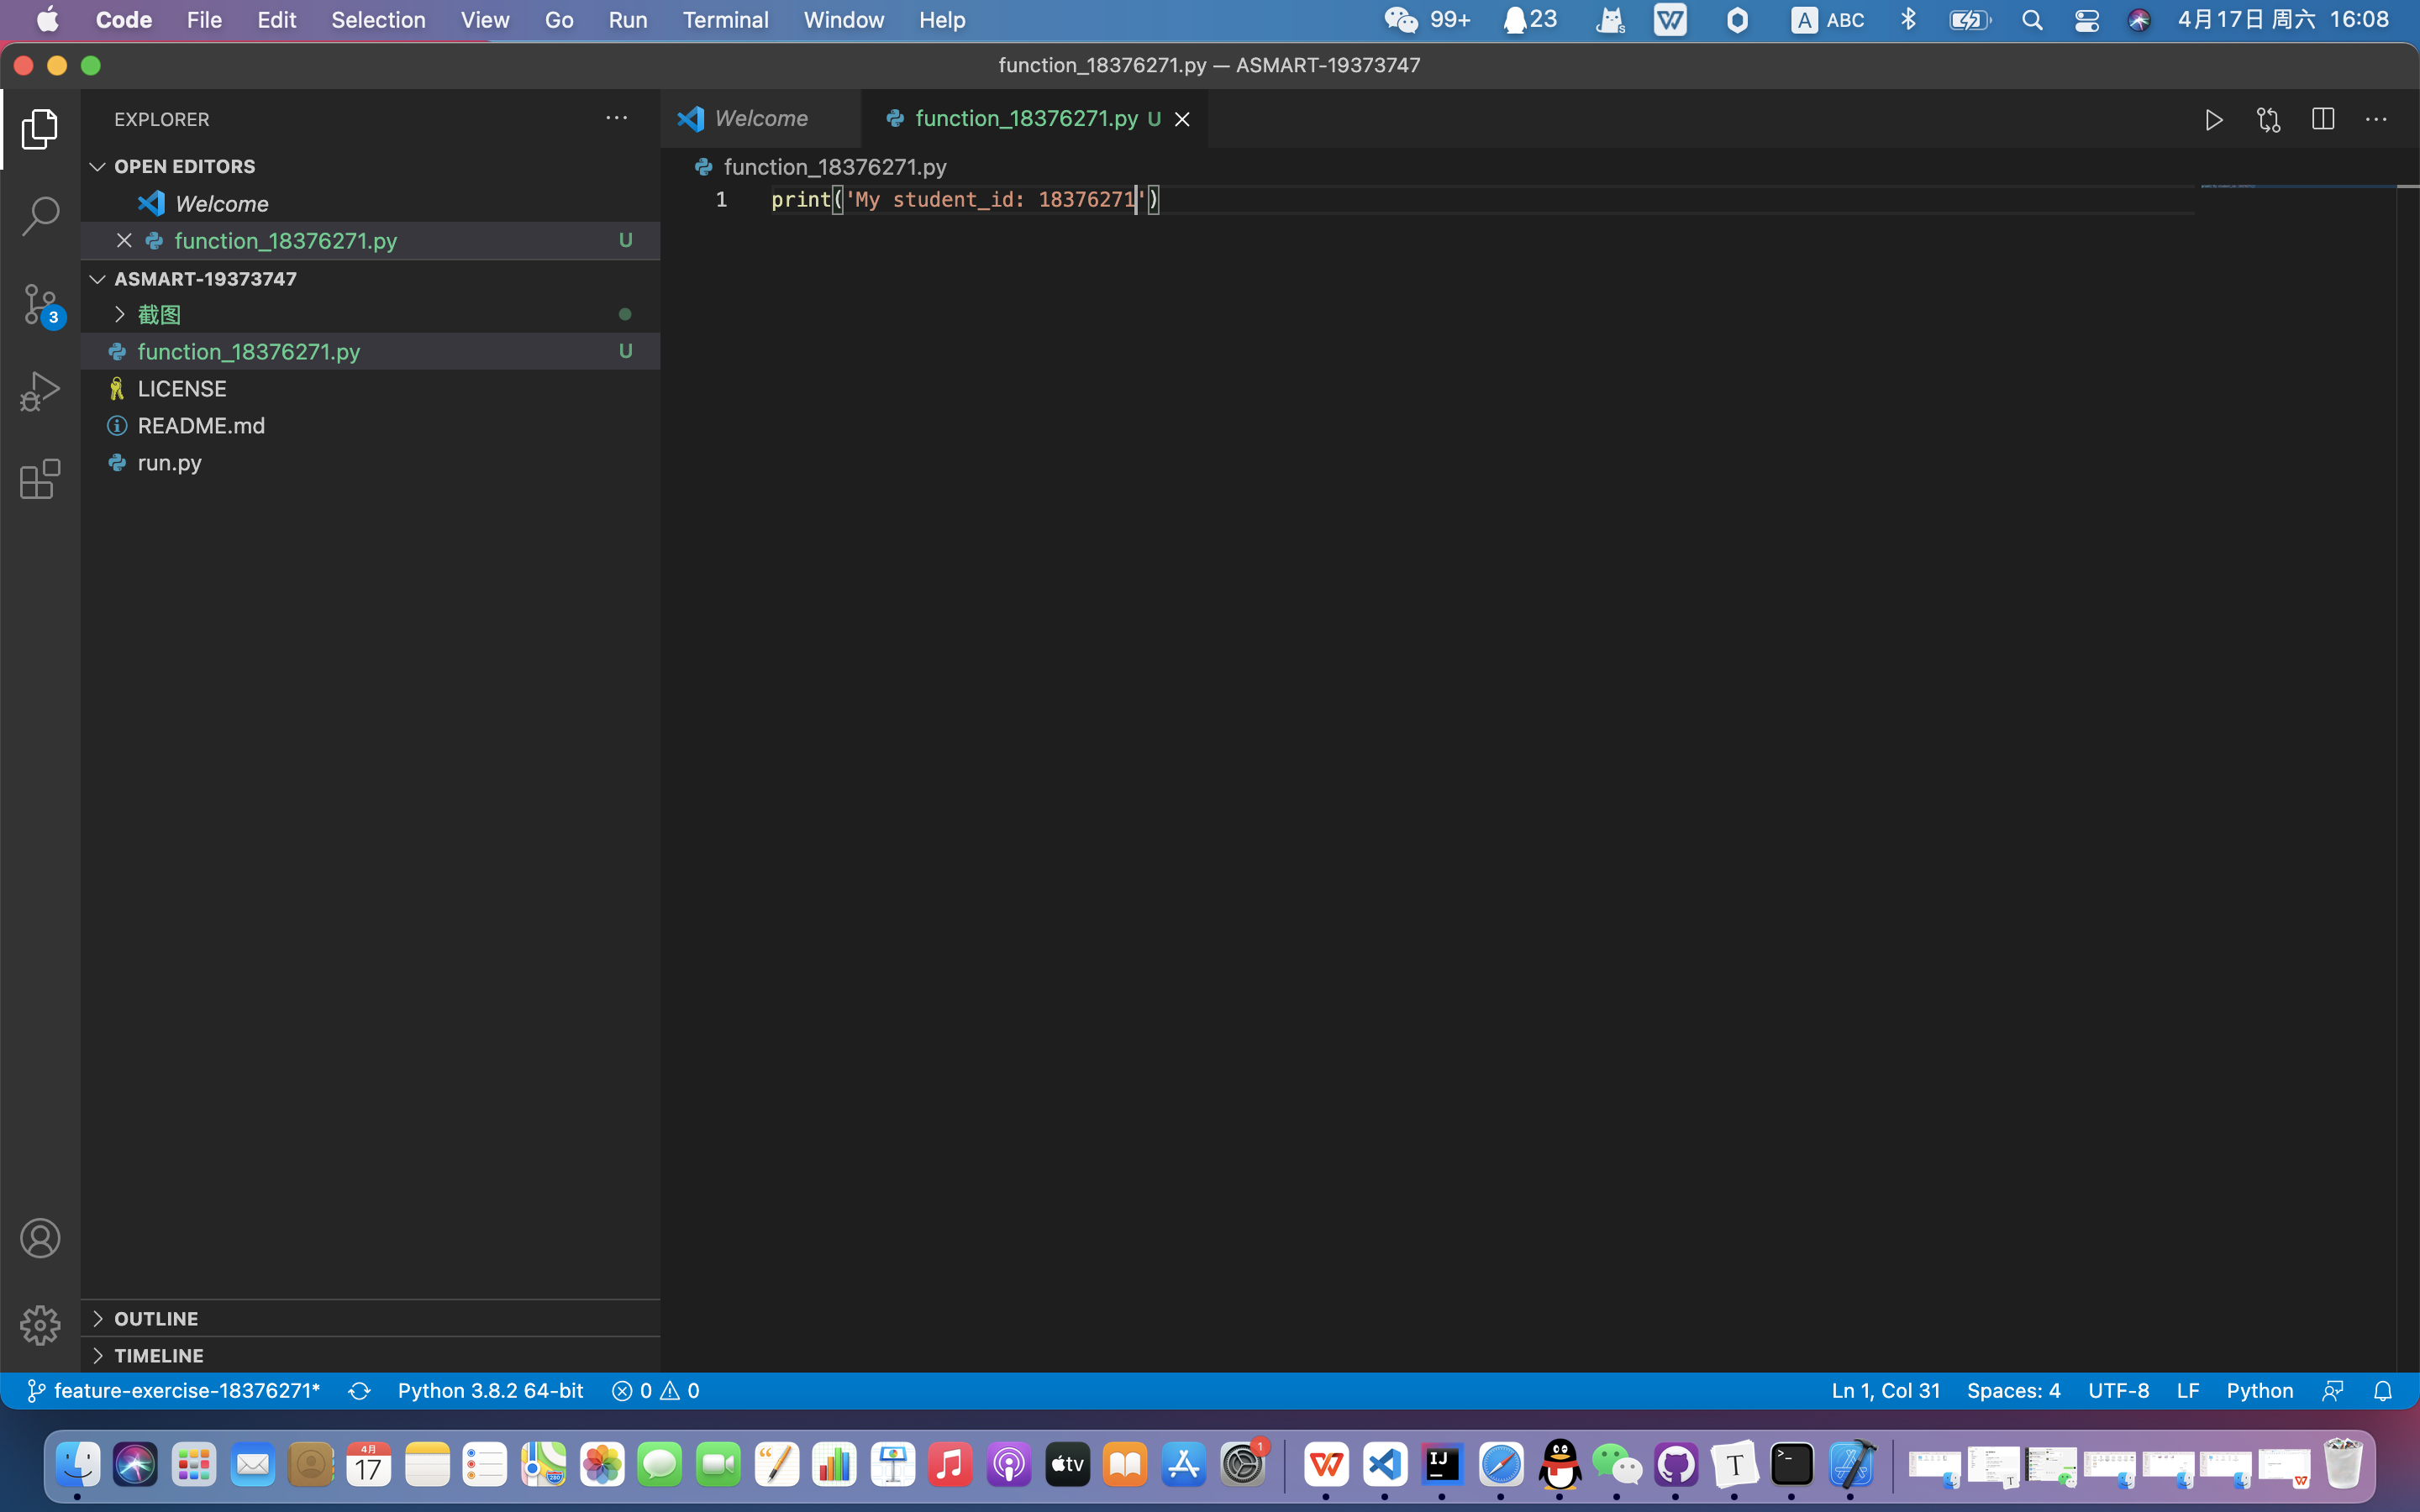 Code File Edit Selection View Go Run Terminal Window Help 99+ 23 A ABC 4月17日 周六 16:08
function_18376271.py — ASMART-19373747
EXPLORER
Welcome function_18376271.py U
OPEN EDITORS
Welcome
function_18376271.py U
ASMART-19373747
截图
function_18376271.py U
LICENSE
README.md
run.py
function_18376271.py
1 print('My student_id: 18376271')
3
OUTLINE
TIMELINE
feature-exercise-18376271* Python 3.8.2 64-bit 0 0 Ln 1, Col 31 Spaces: 4 UTF-8 LF Python
4月
17
280
tv
1
W
IJ
T
>_